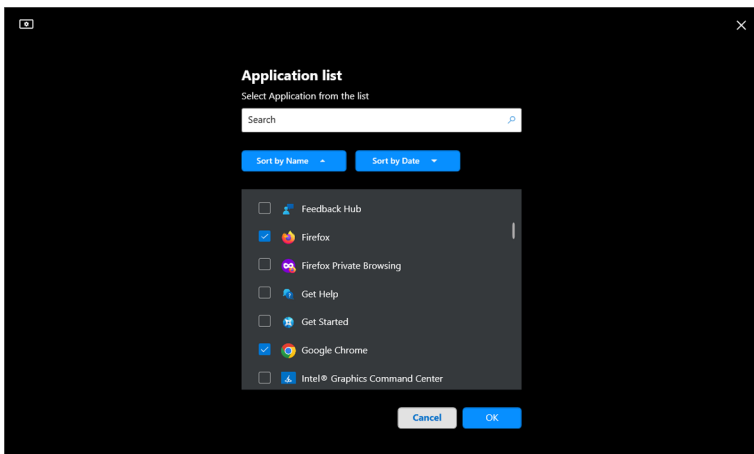 Application list
Select Application from the list
Search
Sort by Name
Sort by Date
Feedback Hub
Firefox
Firefox Private Browsing
Get Help
Get Started
Google Chrome
Intel® Graphics Command Center
Cancel
OK